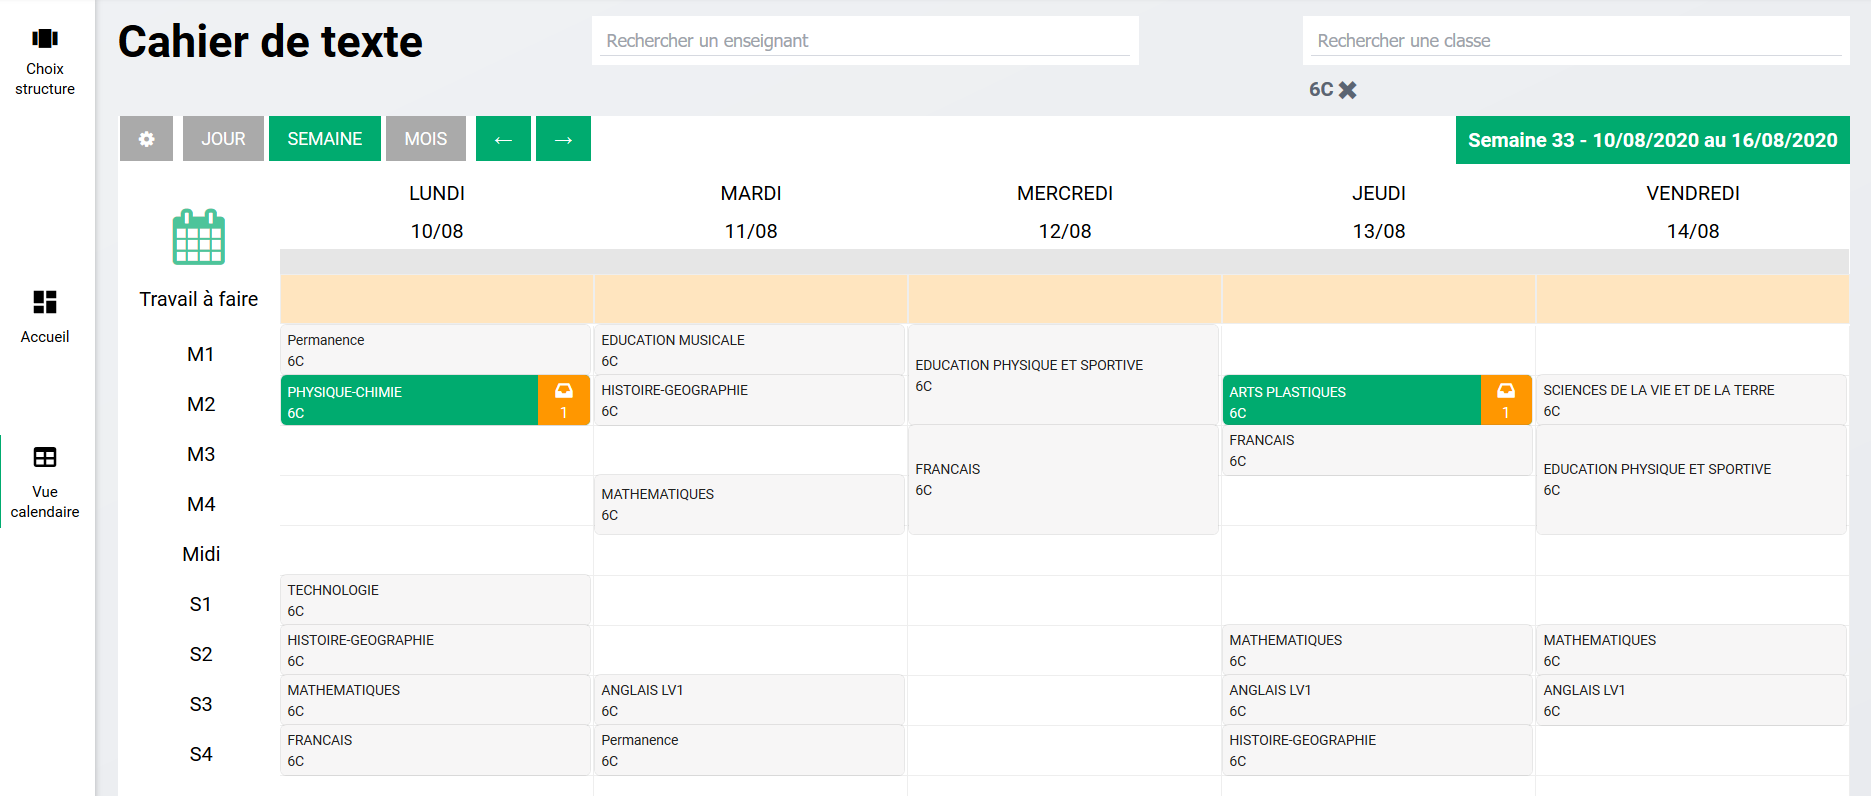 Choix
structure
Accueil
Vue
calendaire
Cahier de texte
Rechercher un enseignant
Rechercher une classe
6C
JOUR
SEMAINE
MOIS
←
→
Semaine 33 - 10/08/2020 au 16/08/2020
LUNDI
MARDI
MERCREDI
JEUDI
VENDREDI
10/08
11/08
12/08
13/08
14/08
Travail à faire
M1
Permanence
6C
EDUCATION MUSICALE
6C
EDUCATION PHYSIQUE ET SPORTIVE
6C
M2
PHYSIQUE-CHIMIE
6C
1
HISTOIRE-GEOGRAPHIE
6C
ARTS PLASTIQUES
6C
1
SCIENCES DE LA VIE ET DE LA TERRE
6C
M3
FRANCAIS
6C
FRANCAIS
6C
EDUCATION PHYSIQUE ET SPORTIVE
6C
M4
MATHEMATIQUES
6C
Midi
S1
TECHNOLOGIE
6C
S2
HISTOIRE-GEOGRAPHIE
6C
MATHEMATIQUES
6C
MATHEMATIQUES
6C
S3
MATHEMATIQUES
6C
ANGLAIS LV1
6C
ANGLAIS LV1
6C
ANGLAIS LV1
6C
S4
FRANCAIS
6C
Permanence
6C
HISTOIRE-GEOGRAPHIE
6C